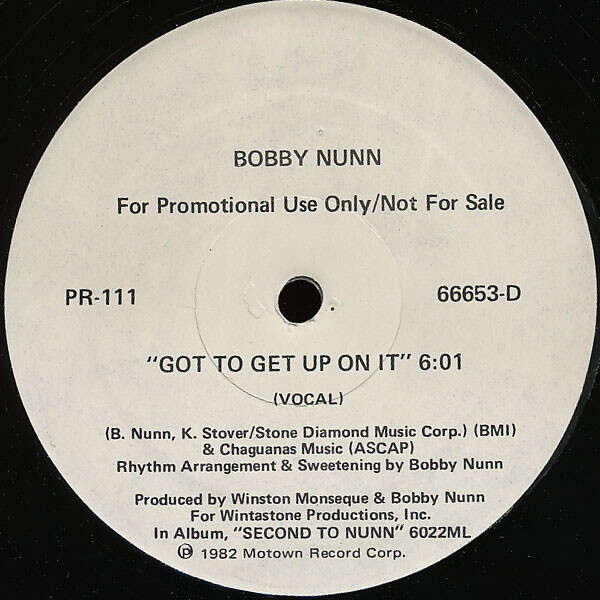 BOBBY NUNN
For Promotional Use Only/Not For Sale
PR-111 66653-D
"GOT TO GET UP ON IT" 6:01
(VOCAL)
(B. Nunn, K. Stover/Stone Diamond Music Corp.) (BMI)
& Chaguanas Music (ASCAP)
Rhythm Arrangement & Sweetening by Bobby Nunn
Produced by Winston Monseque & Bobby Nunn
For Wintastone Productions, Inc.
In Album, "SECOND TO NUNN" 6022ML
℗ 1982 Motown Record Corp.